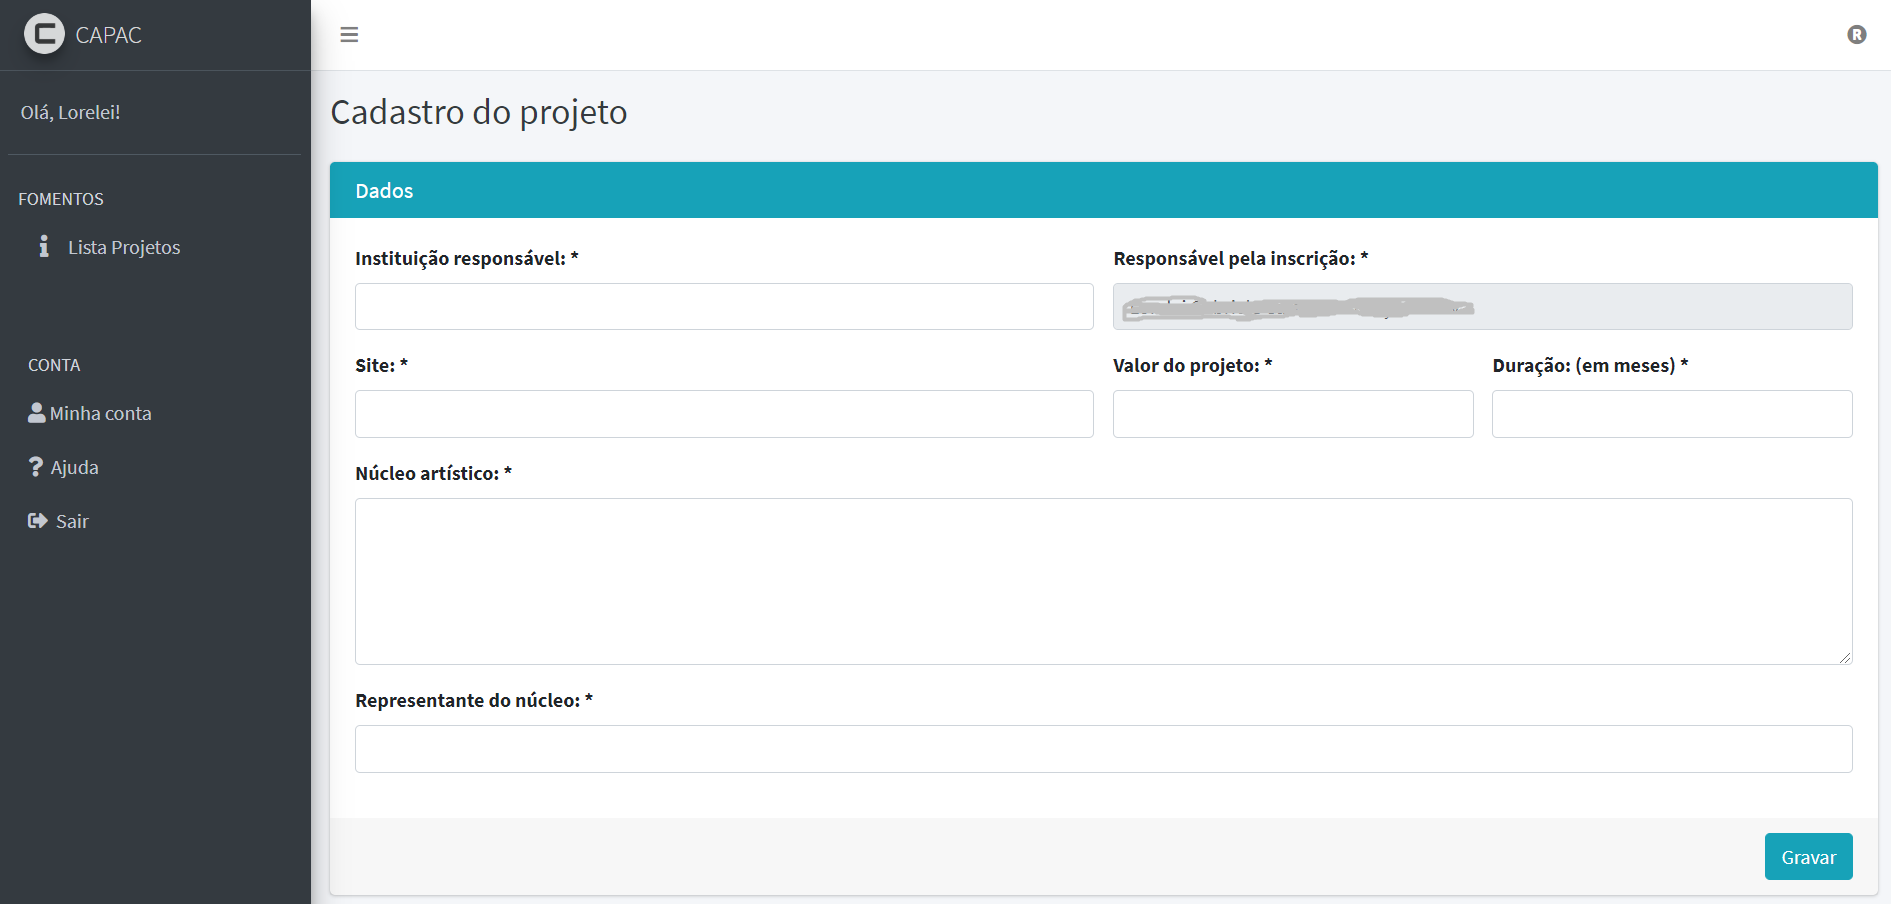 CAPAC
Olá, Lorelei!
FOMENTOS
Lista Projetos
CONTA
Minha conta
Ajuda
Sair
R
Cadastro do projeto
Dados
Instituição responsável: *
Responsável pela inscrição: *
Site: *
Valor do projeto: *
Duração: (em meses) *
Núcleo artístico: *
Representante do núcleo: *
Gravar